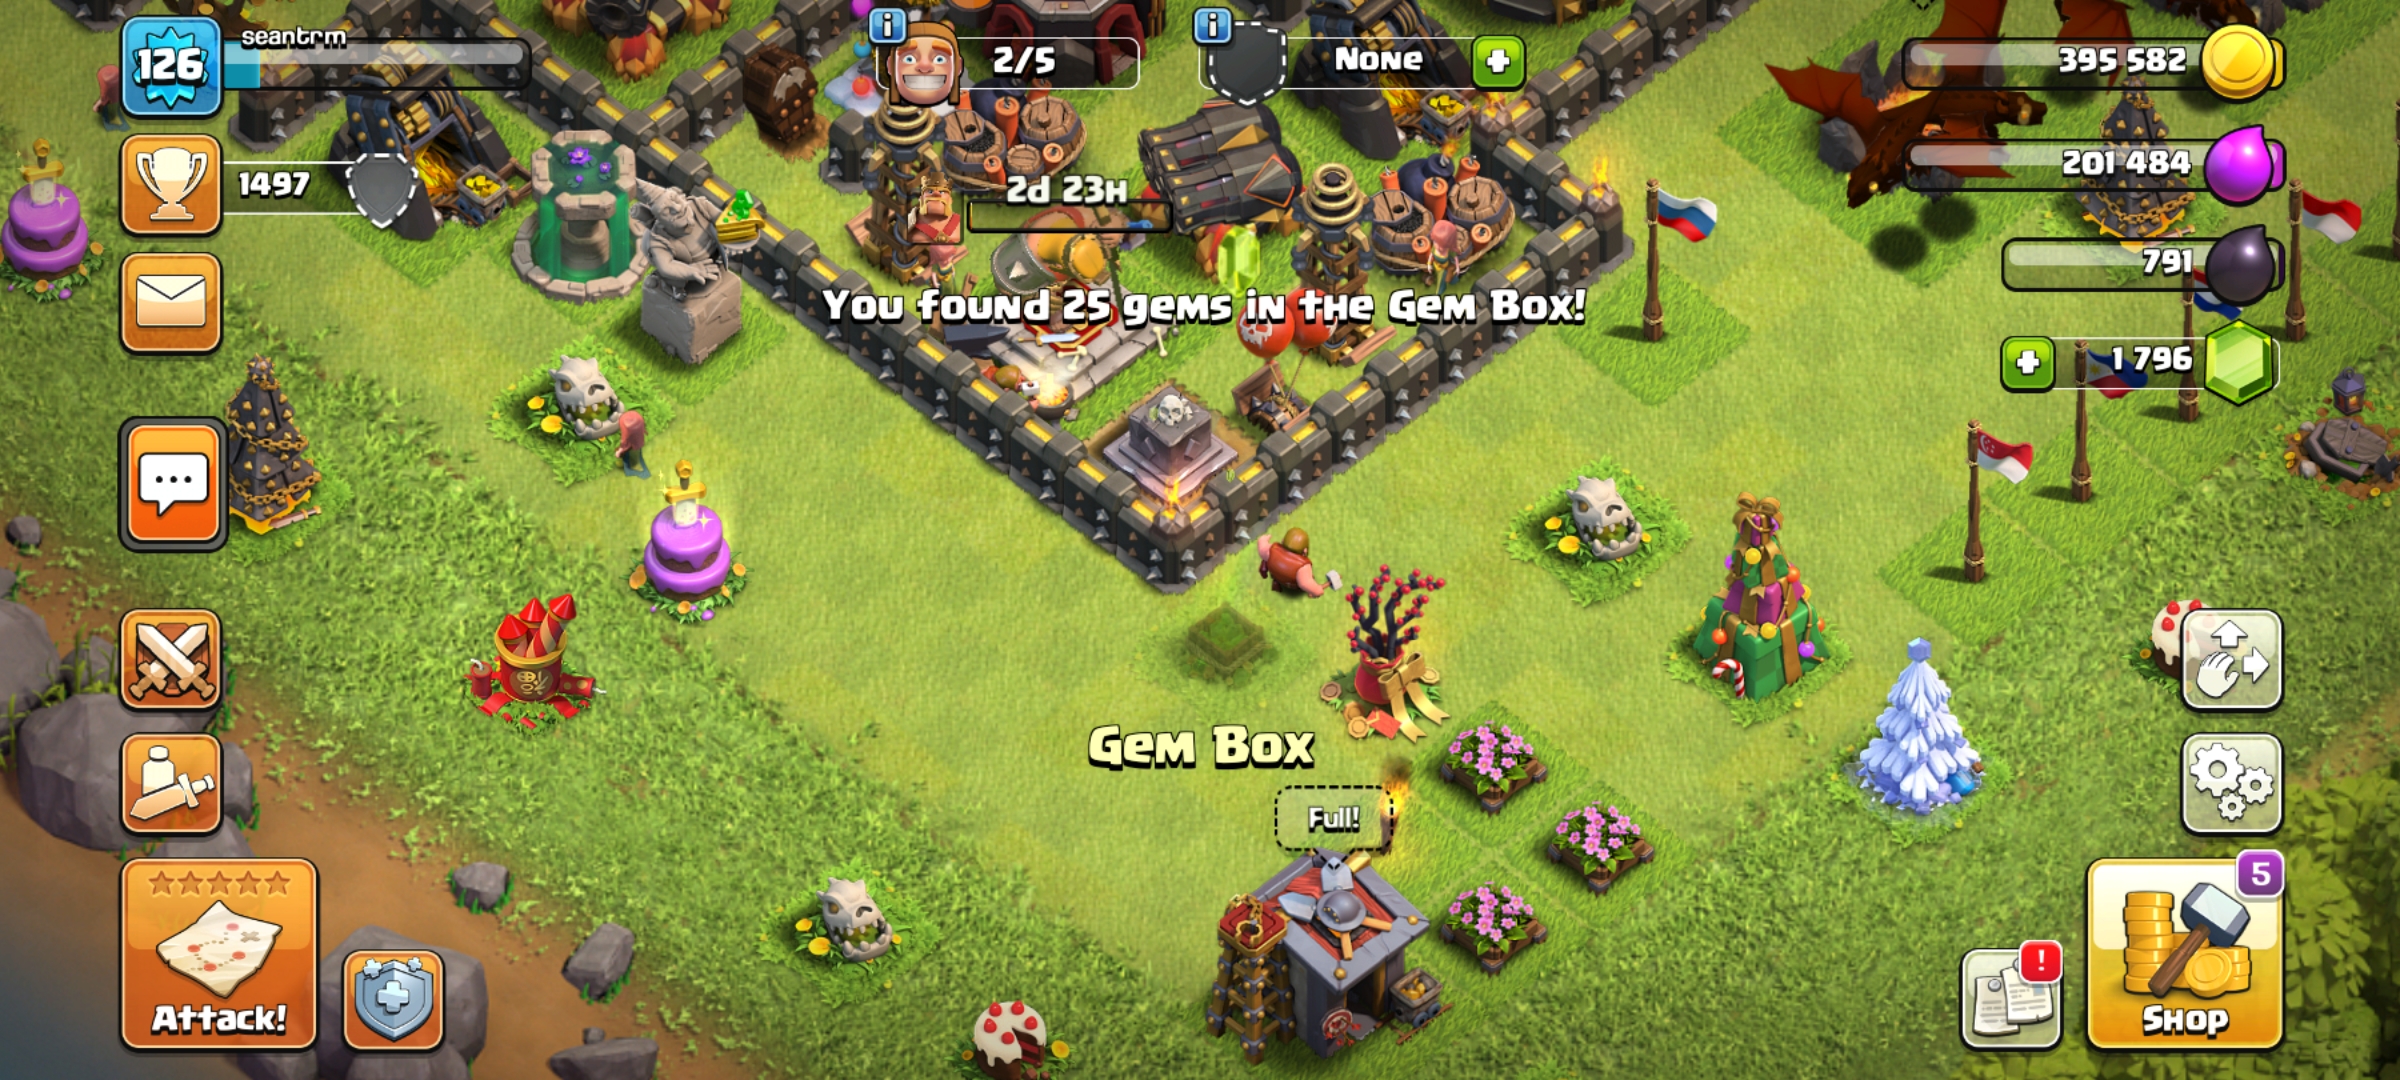 126
seantrm
2/5
None
395 582
1497
2d 23h
201 484
791
You found 25 gems in the Gem Box!
1 796
Gem Box
Full!
5
!
Attack!
Shop